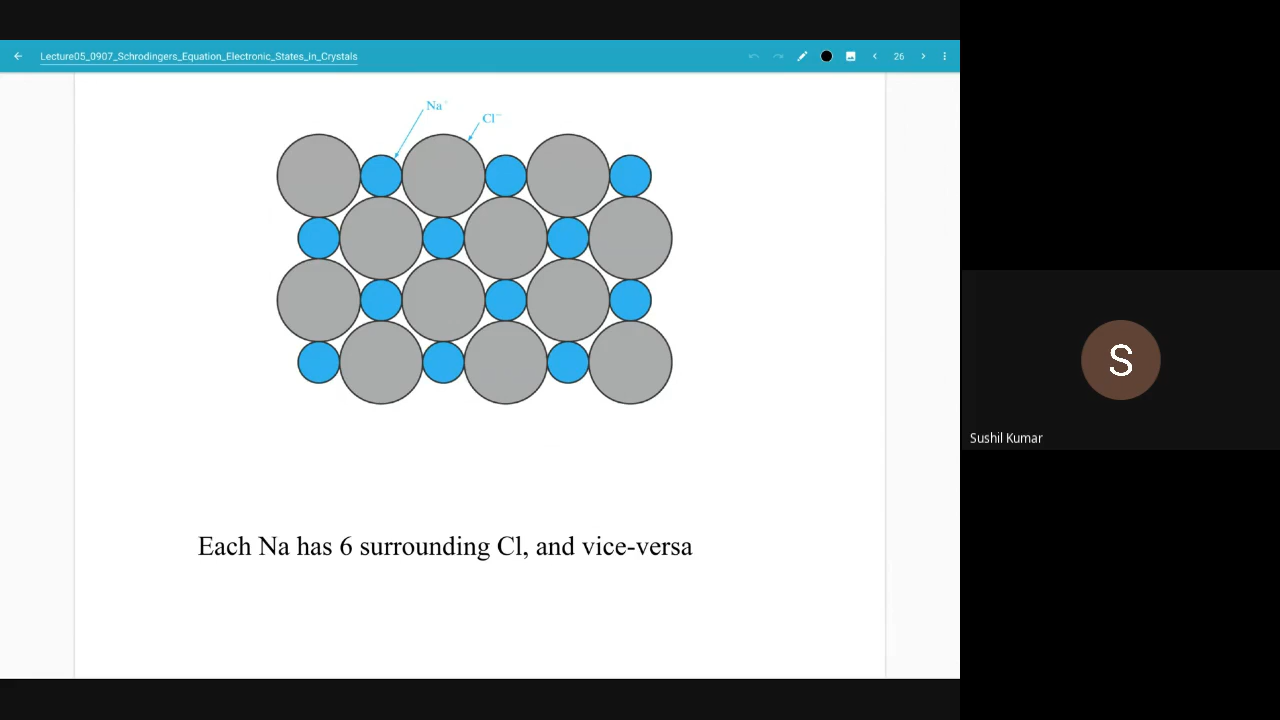 Lecture05_0907_Schrodingers_Equation_Electronic_States_in_Crystals
26
Na⁺
Cl⁻
Each Na has 6 surrounding Cl, and vice-versa
S
Sushil Kumar